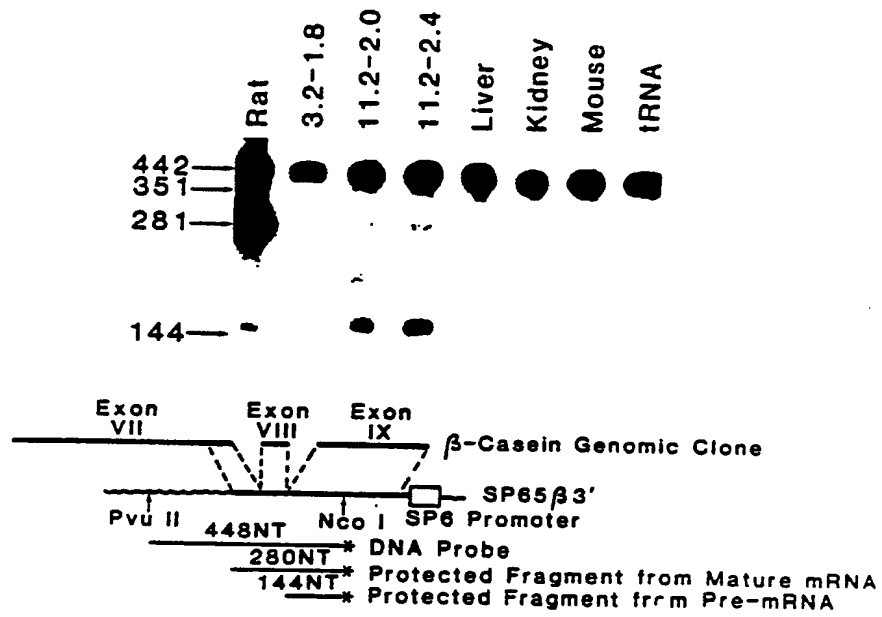 Rat
3.2-1.8
11.2-2.0
11.2-2.4
Liver
Kidney
Mouse
tRNA
442
351
281
144
Exon VII
Exon VIII
Exon IX
β-Casein Genomic Clone
SP65β3'
Pvu II
Nco I
SP6 Promoter
448NT
* DNA Probe
280NT
* Protected Fragment from Mature mRNA
144NT
* Protected Fragment from Pre-mRNA